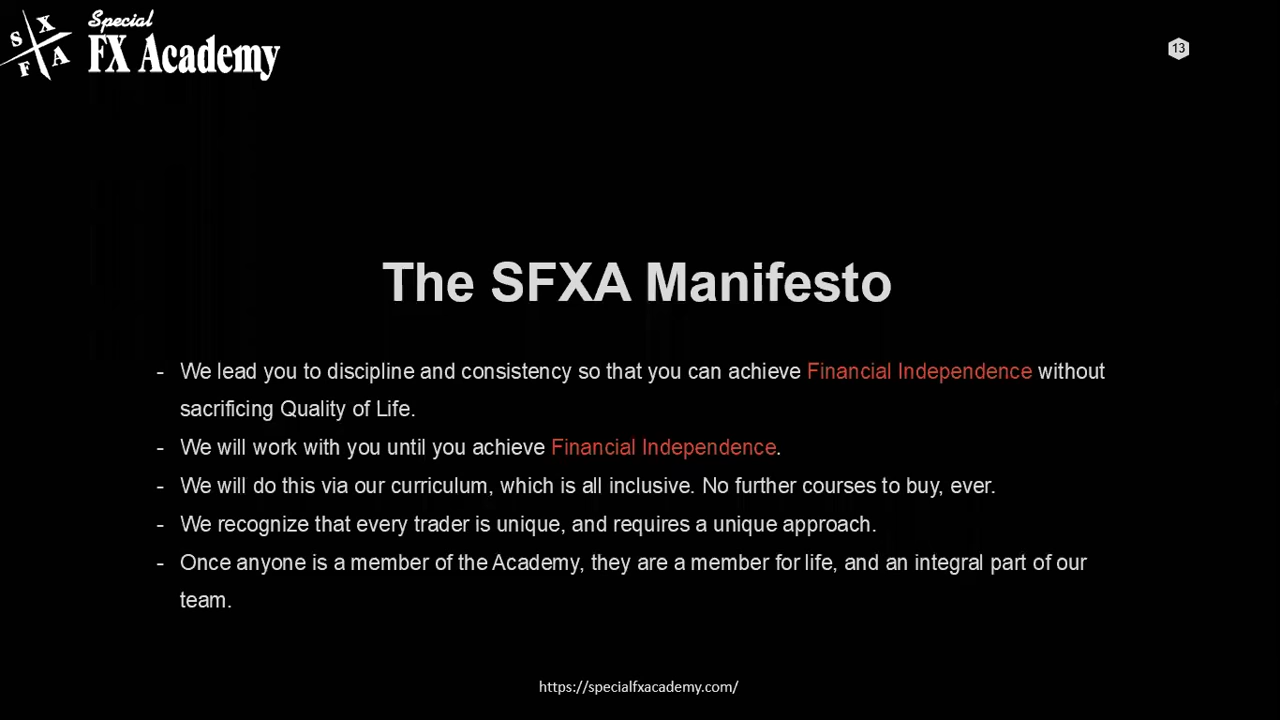 S X
F A
Special
FX Academy
13
The SFXA Manifesto
- We lead you to discipline and consistency so that you can achieve Financial Independence without
sacrificing Quality of Life.
- We will work with you until you achieve Financial Independence.
- We will do this via our curriculum, which is all inclusive. No further courses to buy, ever.
- We recognize that every trader is unique, and requires a unique approach.
- Once anyone is a member of the Academy, they are a member for life, and an integral part of our
team.
https://specialfxacademy.com/